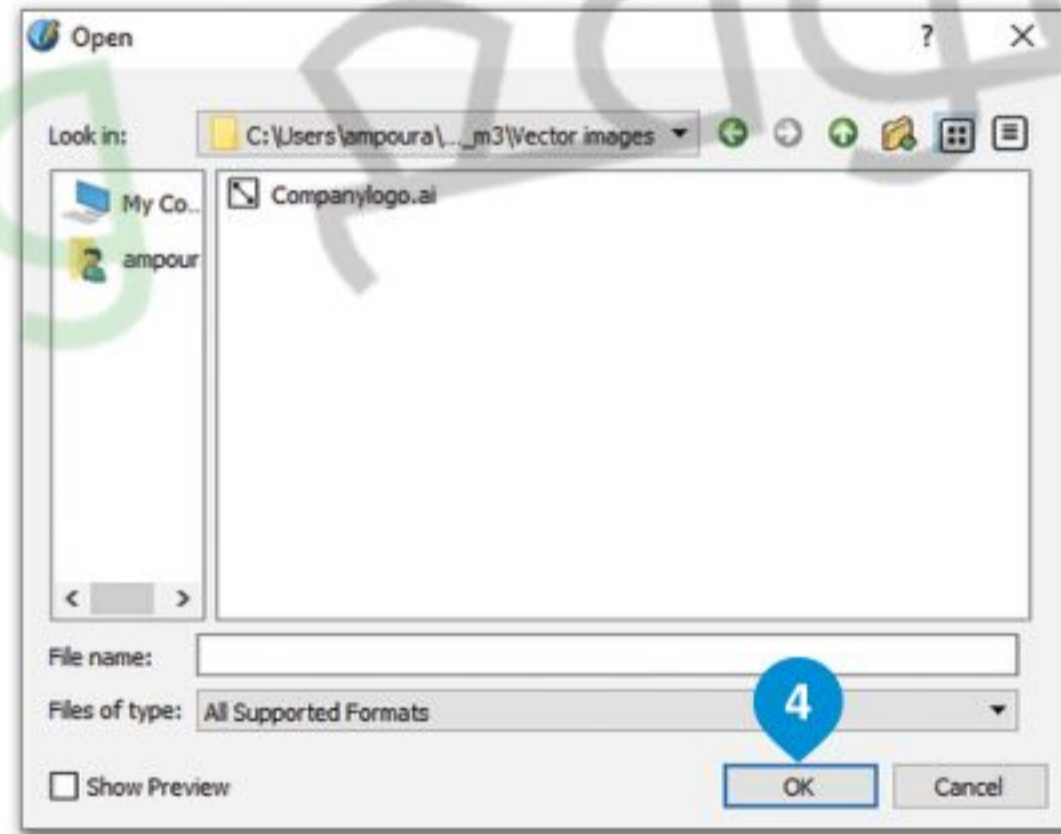 Open
?
Look in: C:\Users\ampoura\..._m3\Vector images
My Co..
Companylogo.ai
ampour
File name:
Files of type: All Supported Formats
4
Show Preview
OK Cancel